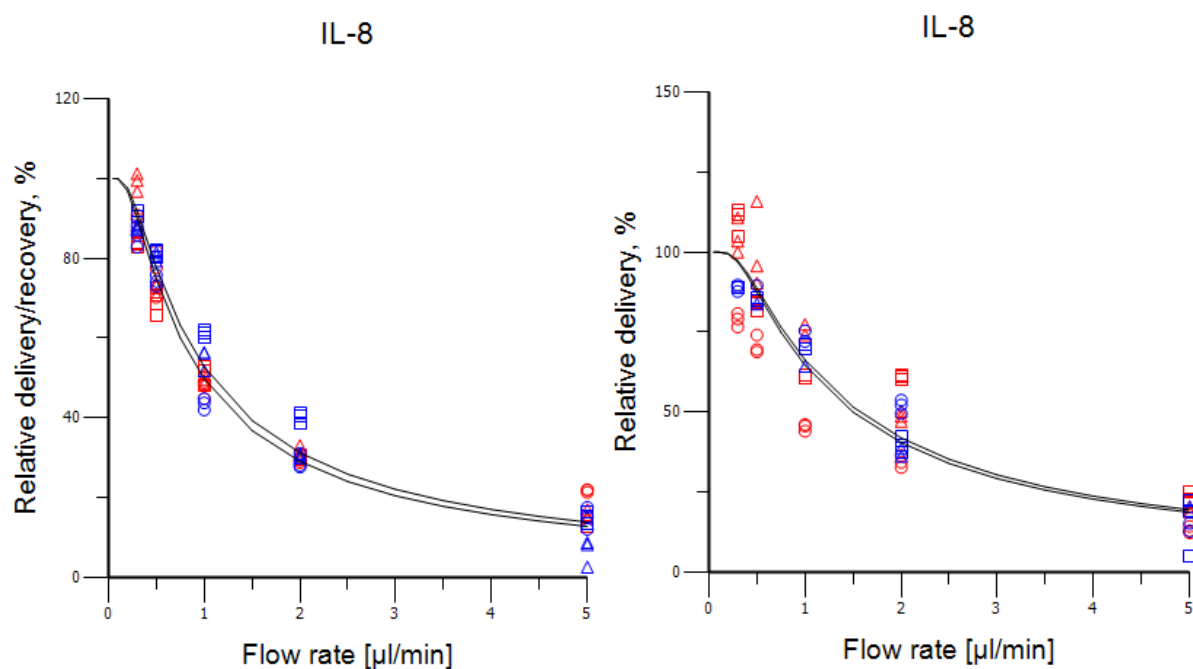 IL-8
Relative delivery/recovery, %
120
80
40
0
0 1 2 3 4 5
Flow rate [µl/min]
IL-8
Relative delivery, %
150
100
50
0
0 1 2 3 4 5
Flow rate [µl/min]